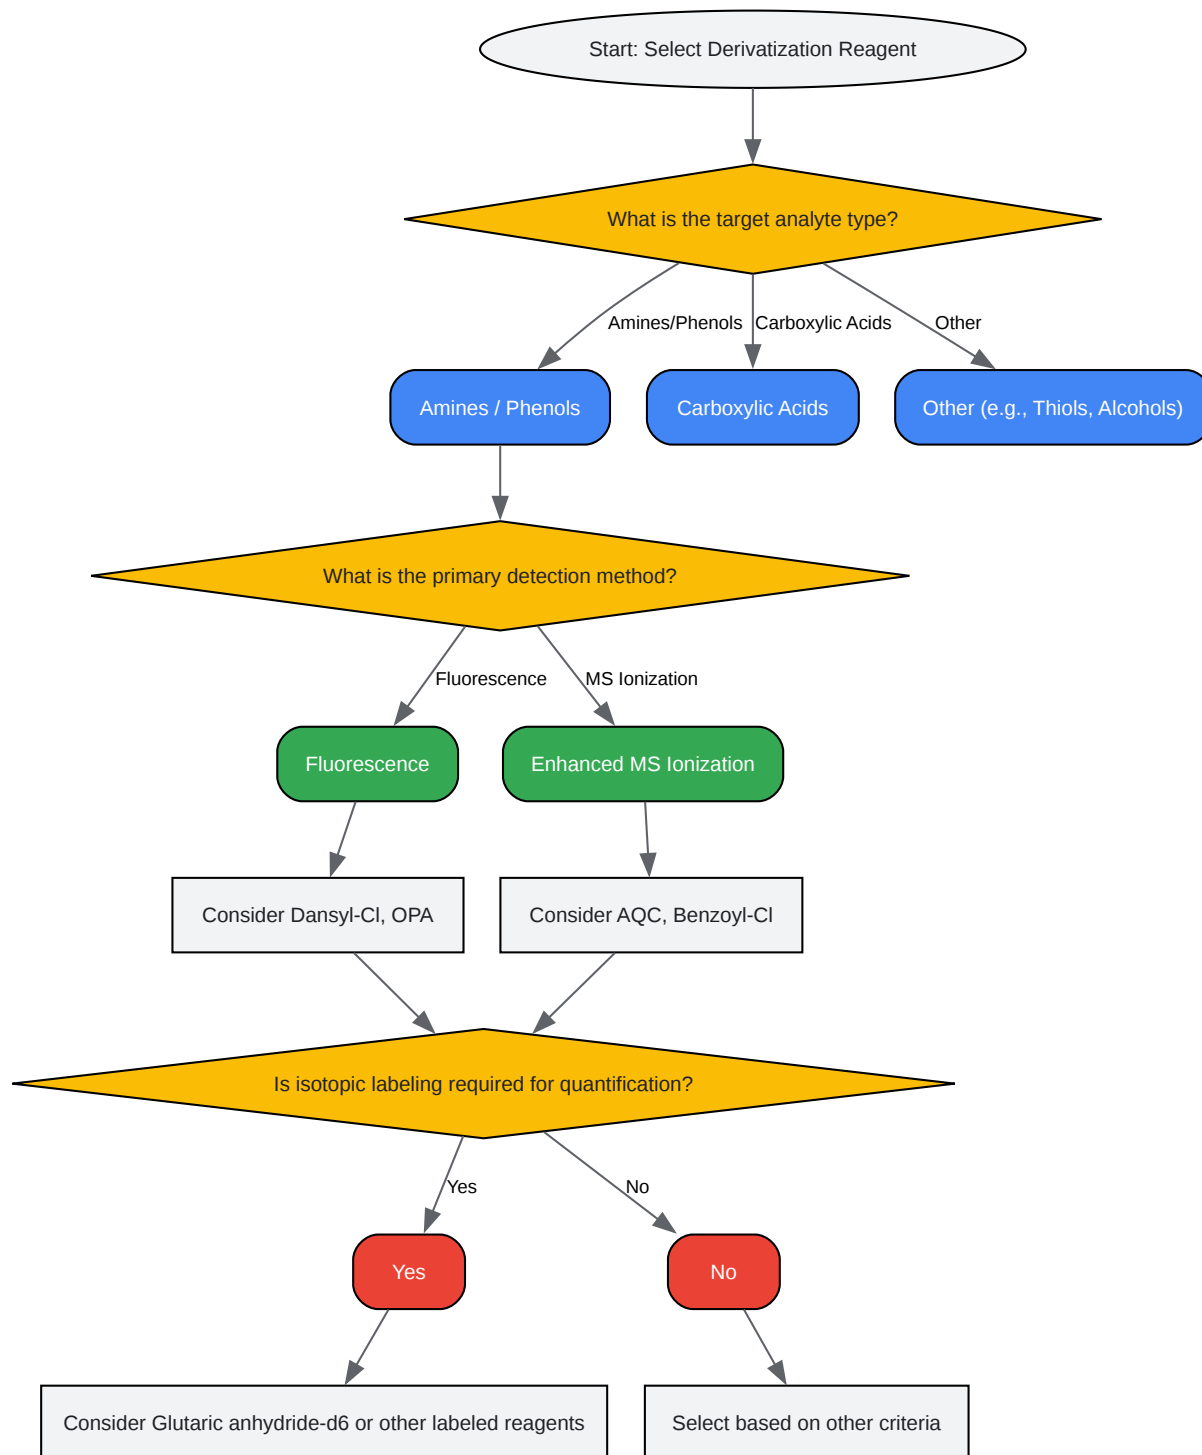 Start: Select Derivatization Reagent
What is the target analyte type?
Amines/Phenols
Carboxylic Acids
Other
Amines / Phenols
Carboxylic Acids
Other (e.g., Thiols, Alcohols)
What is the primary detection method?
Fluorescence
MS Ionization
Fluorescence
Enhanced MS Ionization
Consider Dansyl-Cl, OPA
Consider AQC, Benzoyl-Cl
Is isotopic labeling required for quantification?
Yes
No
Yes
No
Consider Glutaric anhydride-d6 or other labeled reagents
Select based on other criteria